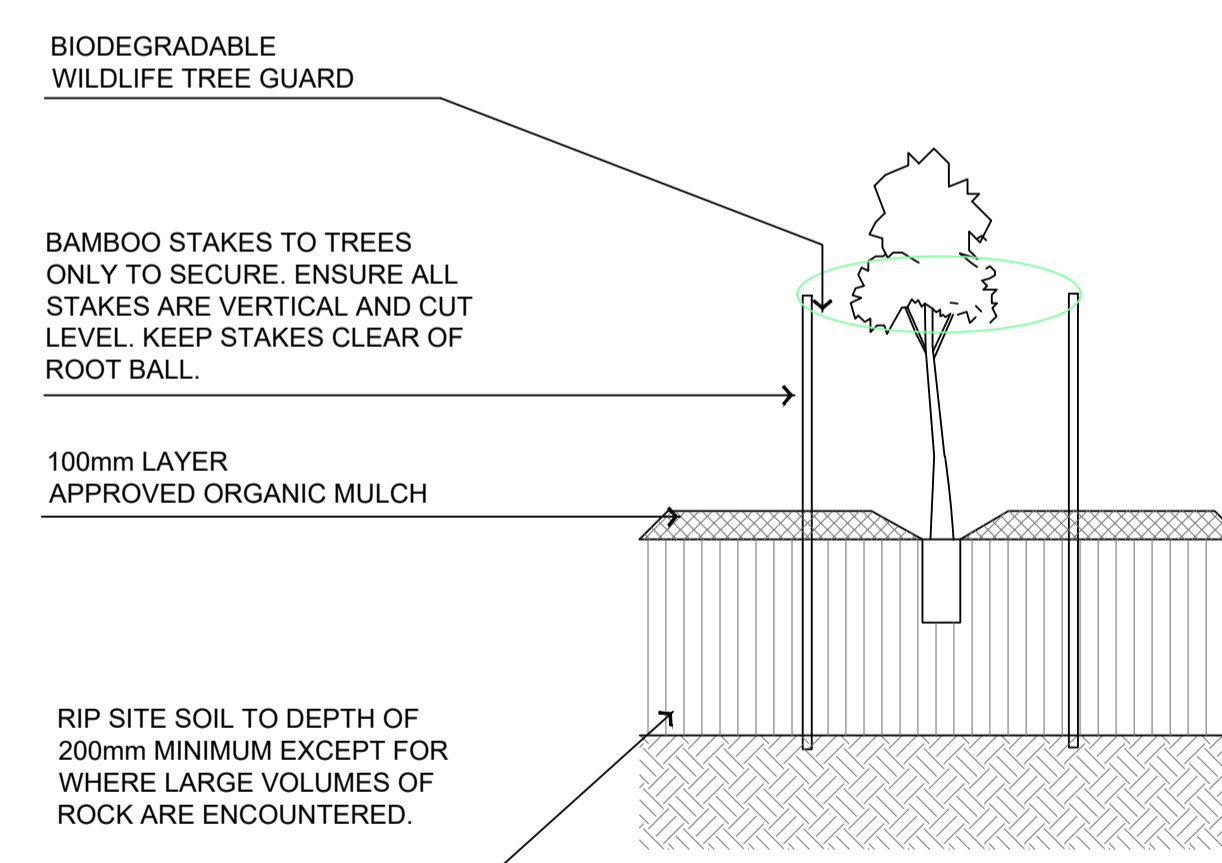 BIODEGRADABLE
WILDLIFE TREE GUARD
BAMBOO STAKES TO TREES
ONLY TO SECURE. ENSURE ALL
STAKES ARE VERTICAL AND CUT
LEVEL. KEEP STAKES CLEAR OF
ROOT BALL.
100mm LAYER
APPROVED ORGANIC MULCH
RIP SITE SOIL TO DEPTH OF
200mm MINIMUM EXCEPT FOR
WHERE LARGE VOLUMES OF
ROCK ARE ENCOUNTERED.